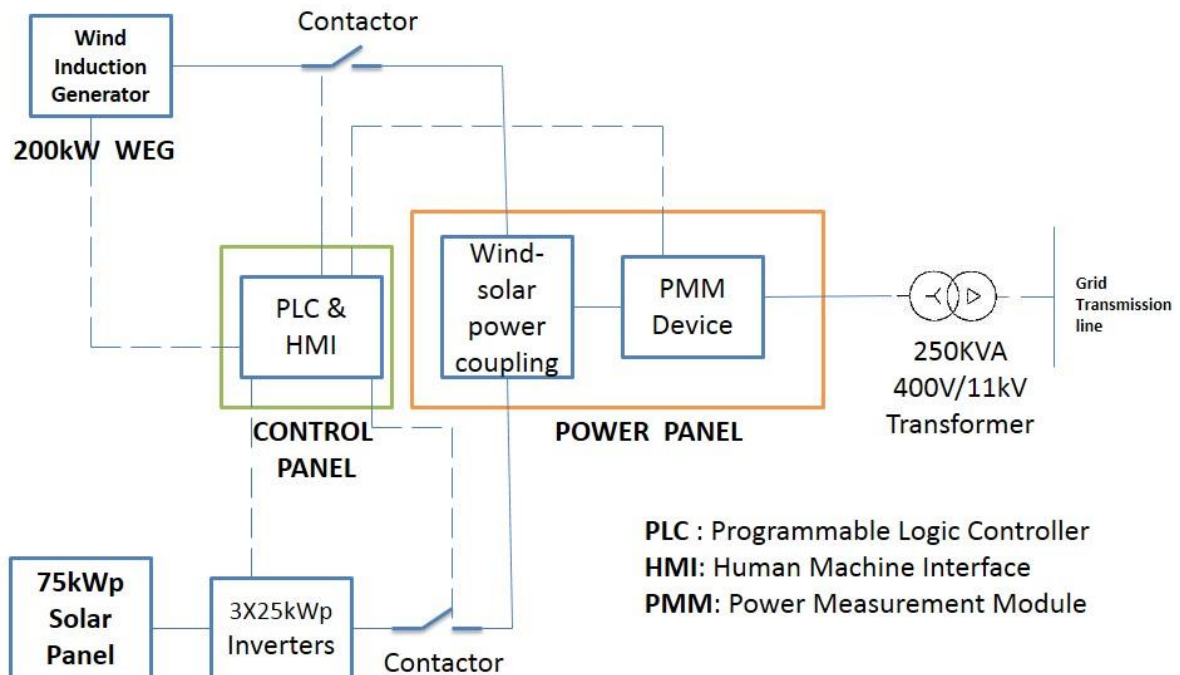 Contactor
Wind
Induction
Generator
200kW WEG
Wind-
solar
power
coupling
PMM
Device
PLC &
HMI
Grid
Transmission
line
250KVA
400V/11kV
Transformer
CONTROL
PANEL
POWER PANEL
PLC : Programmable Logic Controller
HMI: Human Machine Interface
PMM: Power Measurement Module
75kWp
Solar
Panel
3X25kWp
Inverters
Contactor